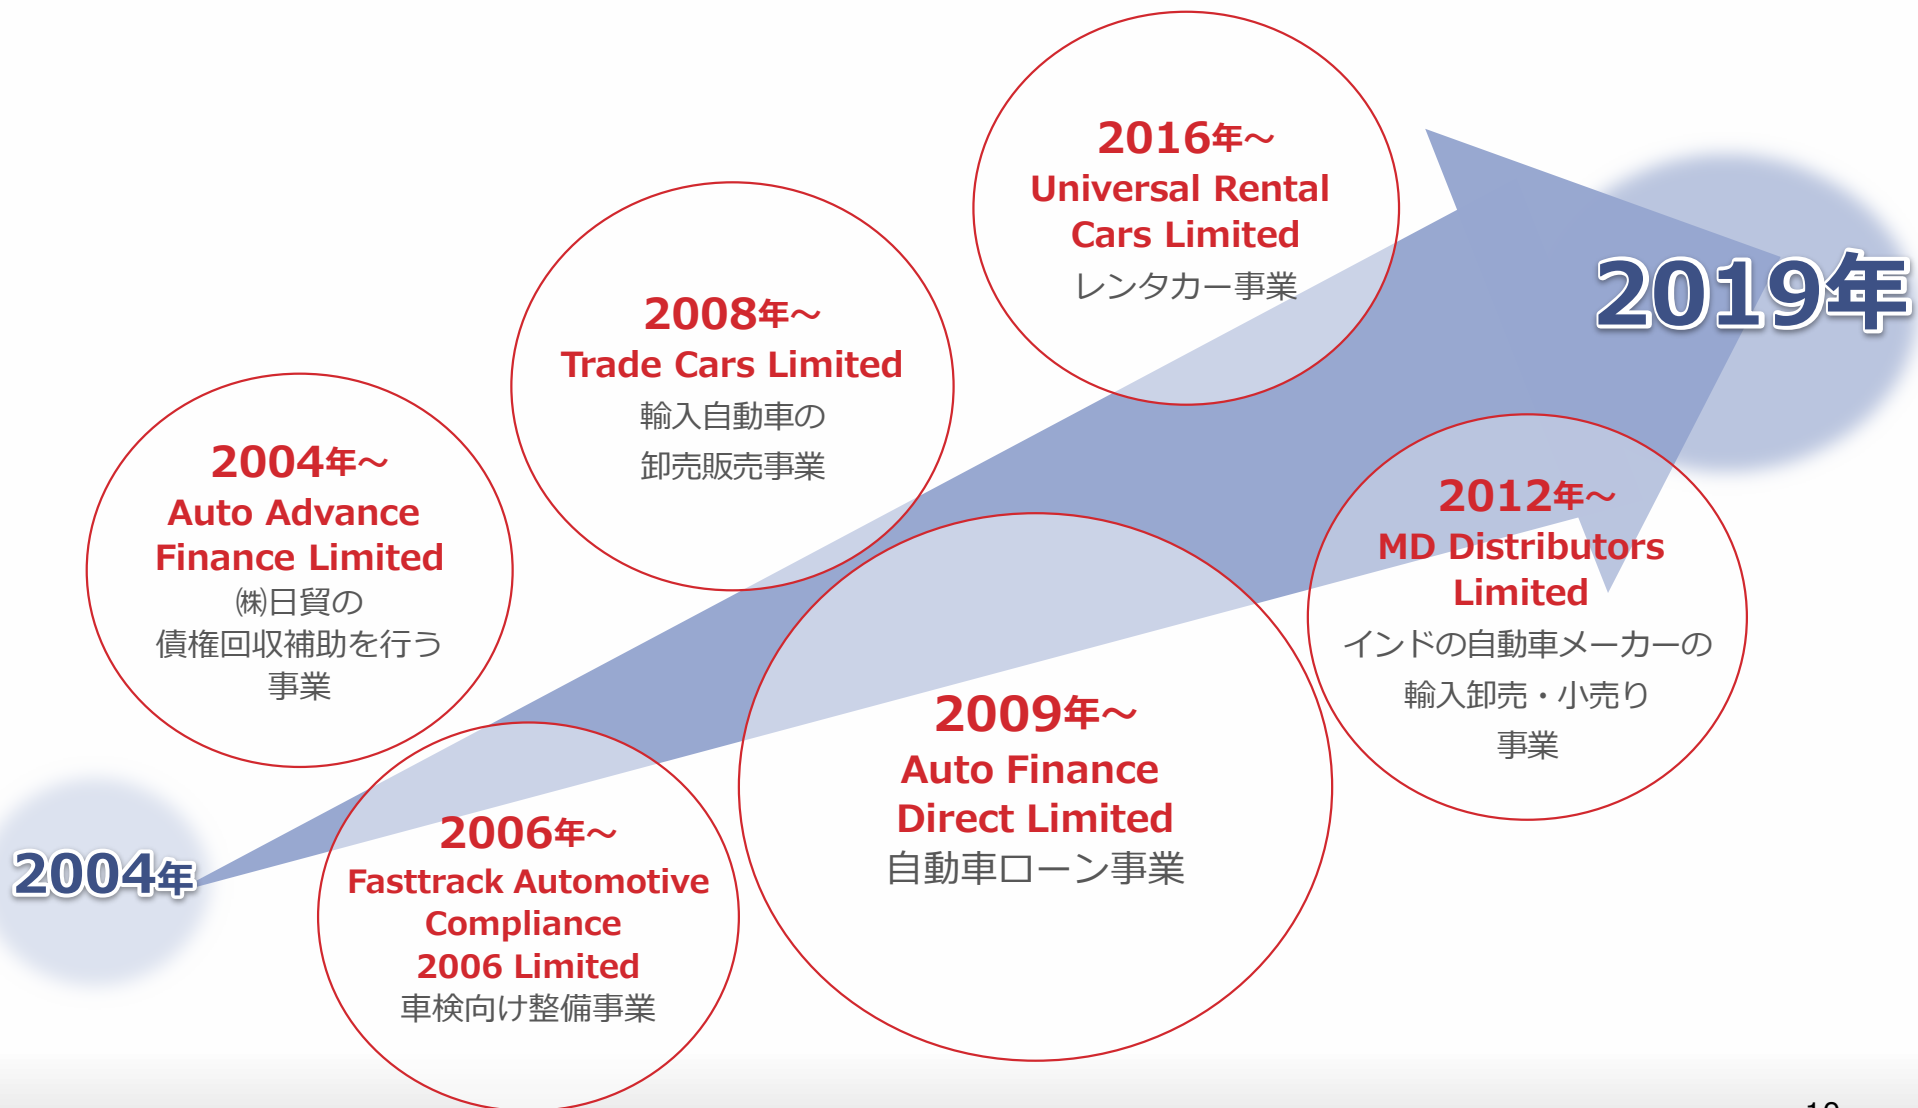 2016年～
Universal Rental
Cars Limited
レンタカー事業
2019年
2008年～
Trade Cars Limited
輸入自動車の
卸売販売事業
2004年～
Auto Advance
Finance Limited
㈱日貿の
債権回収補助を行う
事業
2012年～
MD Distributors
Limited
インドの自動車メーカーの
輸入卸売・小売り
事業
2009年～
Auto Finance
Direct Limited
自動車ローン事業
2004年
2006年～
Fasttrack Automotive
Compliance
2006 Limited
車検向け整備事業